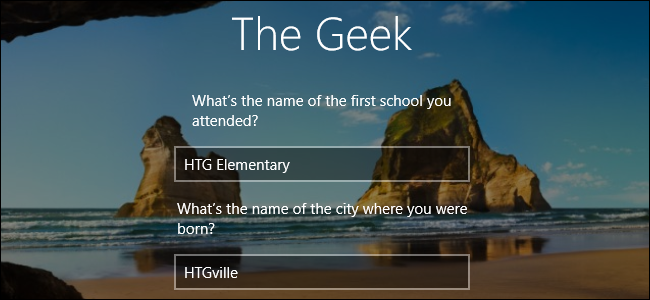 The Geek
What's the name of the first school you
attended?
HTG Elementary
What's the name of the city where you were
born?
HTGville